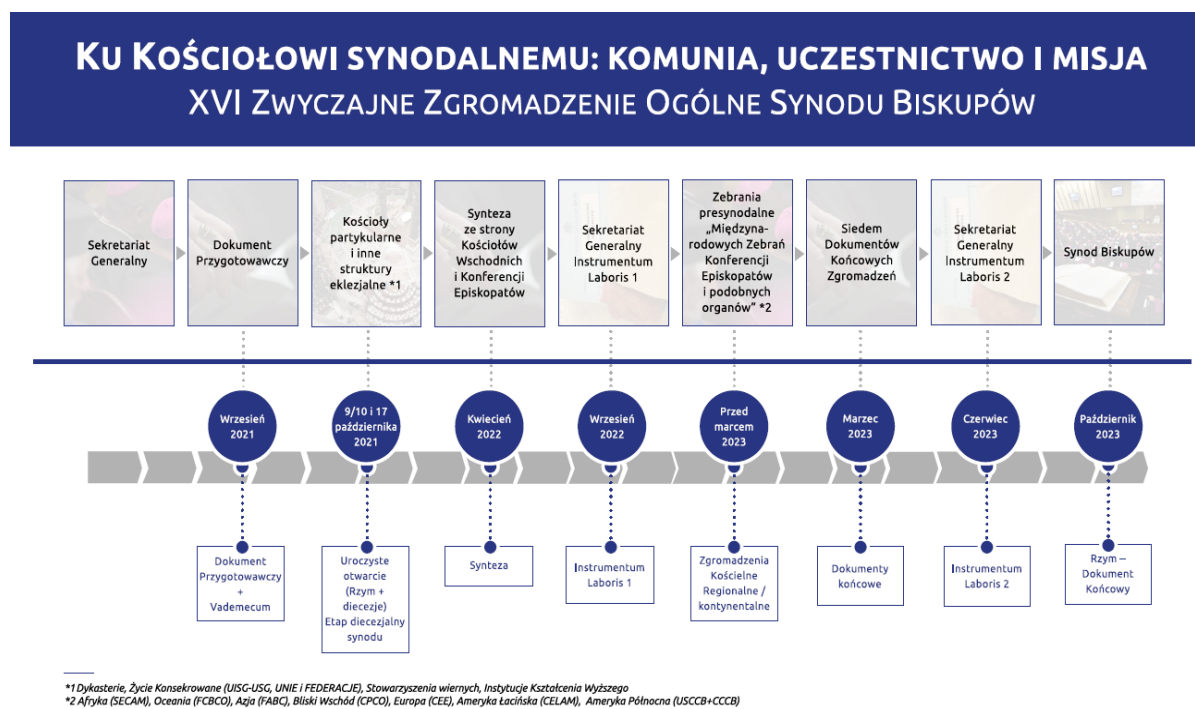 KU KOŚCIOŁOWI SYNODALNEMU: KOMUNIA, UCZESTNICTWO I MISJA
XVI ZWYCZAJNE ZGROMADZENIE OGÓLNE SYNODU BISKUPÓW
Sekretariat
Generalny
Dokument
Przygotowawczy
Kościoły
partykularne
i inne
struktury
eklezjalne *1
Synteza
ze strony
Kościołów
Wschodnich
i Konferencji
Episkopatów
Sekretariat
Generalny
Instrumentum
Laboris 1
Zebrania
presynodalne
„Międzyna-
rodowych Zebrań
Konferencji
Episkopatów
i podobnych
organów” *2
Siedem
Dokumentów
Końcowych
Zgromadzeń
Sekretariat
Generalny
Instrumentum
Laboris 2
Synod Biskupów
Wrzesień
2021
9/10 i 17
października
2021
Kwiecień
2022
Wrzesień
2022
Przed
marcem
2023
Marzec
2023
Czerwiec
2023
Październik
2023
Dokument
Przygotowawczy
+
Vademecum
Uroczyste
otwarcie
(Rzym +
diecezje)
Etap diecezjalny
synodu
Synteza
Instrumentum
Laboris 1
Zgromadzenia
Kościelne
Regionalne /
kontynentalne
Dokumenty
końcowe
Instrumentum
Laboris 2
Rzym –
Dokument
Końcowy
*1 Dykasterie, Życie Konsekrowane (UISG-USG, UNIE i FEDERACJE), Stowarzyszenia wiernych, Instytucje Kształcenia Wyższego
*2 Afryka (SECAM), Oceania (FCBCO), Azja (FABC), Bliski Wschód (CPCO), Europa (CEE), Ameryka Łacińska (CELAM), Ameryka Północna (USCCB+CCCB)